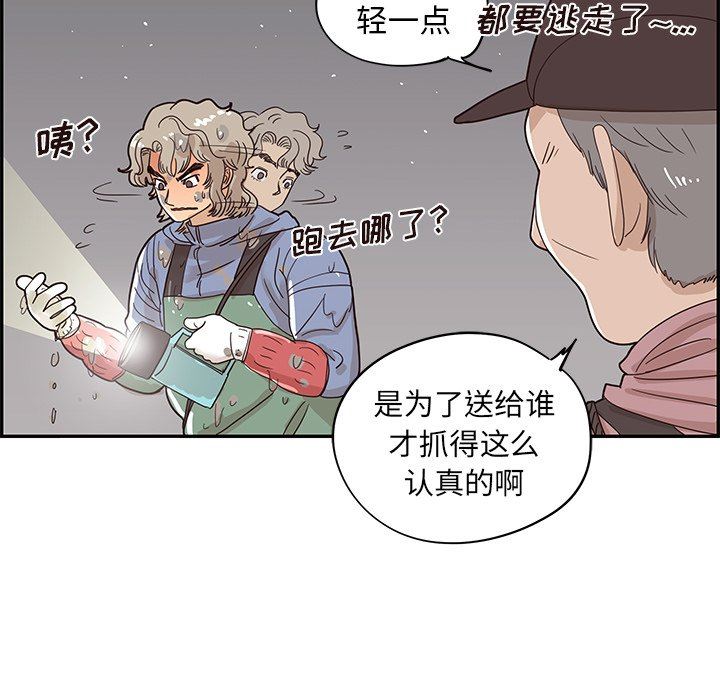 轻一点
都要逃走了~...
咦?
跑去哪了?
是为了送给谁
才抓得这么
认真的啊